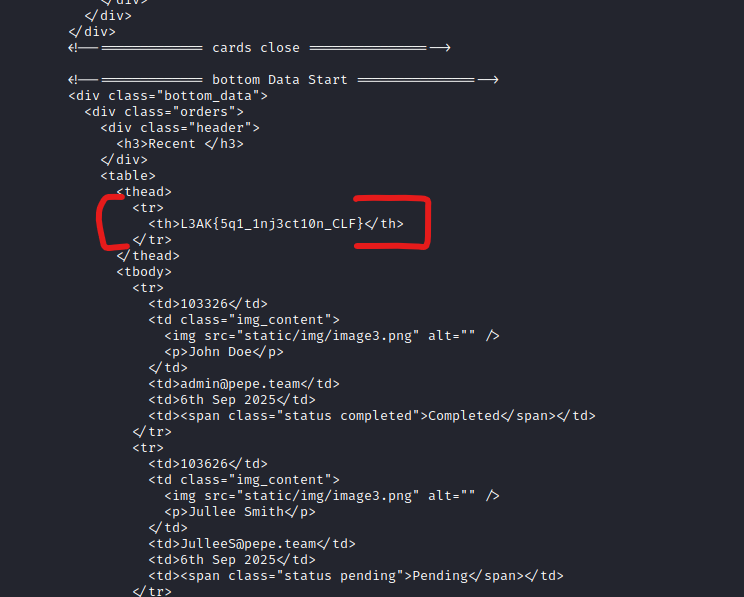 </div>
</div>
</div>
<!-- ============= cards close =============== -->
<!-- ============= bottom Data Start =============== -->
<div class="bottom_data">
<div class="orders">
<div class="header">
<h3>Recent </h3>
</div>
<table>
<thead>
<tr>
<th>L3AK{5q1_1nj3ct10n_CLF}</th>
</tr>
</thead>
<tbody>
<tr>
<td>103326</td>
<td class="img_content">
<img src="static/img/image3.png" alt="" />
<p>John Doe</p>
</td>
<td>admin@pepe.team</td>
<td>6th Sep 2025</td>
<td><span class="status completed">Completed</span></td>
</tr>
<tr>
<td>103626</td>
<td class="img_content">
<img src="static/img/image3.png" alt="" />
<p>Jullee Smith</p>
</td>
<td>JulleeS@pepe.team</td>
<td>6th Sep 2025</td>
<td><span class="status pending">Pending</span></td>
</tr>